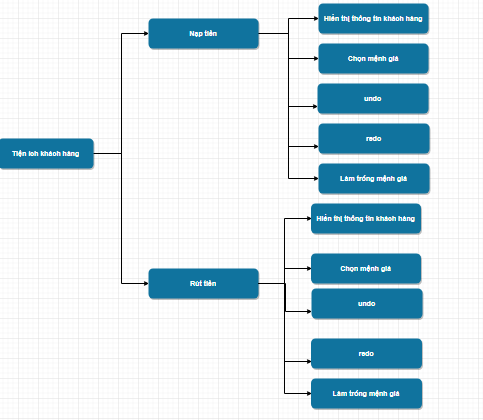 Tiện ích khách hàng
Nạp tiền
Hiển thị thông tin khách hàng
Chọn mệnh giá
undo
redo
Làm trống mệnh giá
Rút tiền
Hiển thị thông tin khách hàng
Chọn mệnh giá
undo
redo
Làm trống mệnh giá